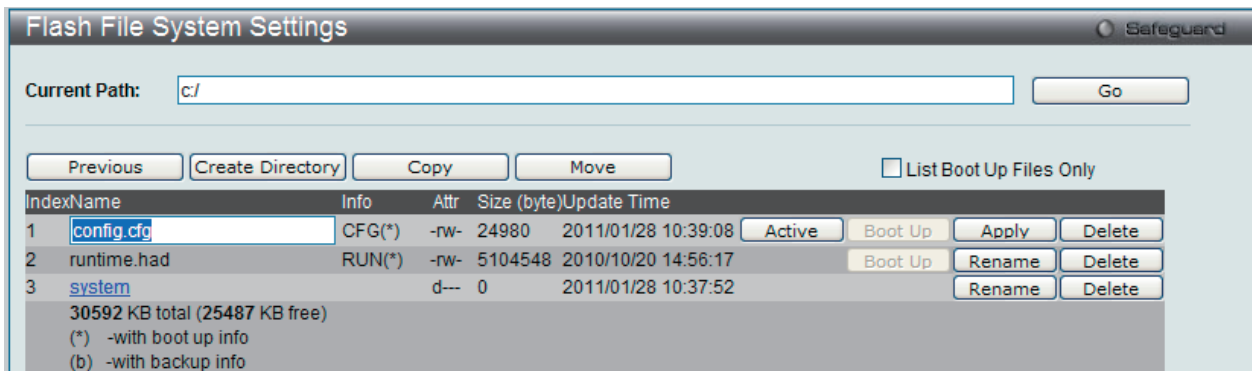 Flash File System Settings Safeguard
Current Path: c:/ Go
Previous Create Directory Copy Move List Boot Up Files Only
IndexName Info Attr Size (byte)Update Time
1 config.cfg CFG(*) -rw- 24980 2011/01/28 10:39:08 Active Boot Up Apply Delete
2 runtime.had RUN(*) -rw- 5104548 2010/10/20 14:56:17 Boot Up Rename Delete
3 system d--- 0 2011/01/28 10:37:52 Rename Delete
30592 KB total (25487 KB free)
(*) -with boot up info
(b) -with backup info